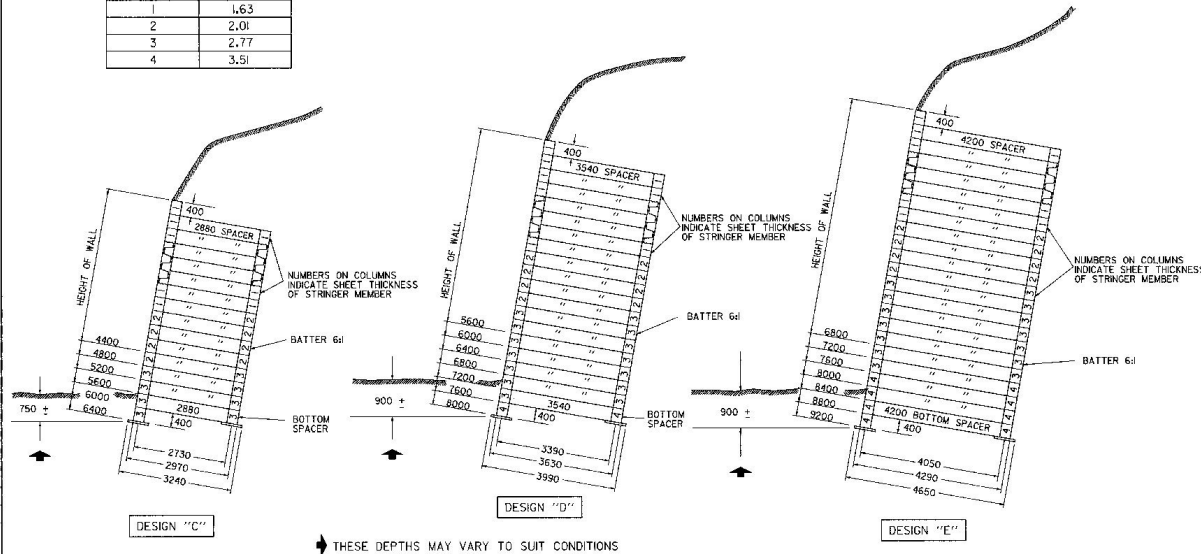 1 1.63
2 2.01
3 2.77
4 3.51
HEIGHT OF WALL
400
2880 SPACER
"
NUMBERS ON COLUMNS
INDICATE SHEET THICKNESS
OF STRINGER MEMBER
BATTER 6:1
4400
4800
5200
5600
6000
6400
750 ±
2880
400
BOTTOM
SPACER
2730
2970
3240
DESIGN "C"
HEIGHT OF WALL
400
3540 SPACER
"
NUMBERS ON COLUMNS
INDICATE SHEET THICKNESS
OF STRINGER MEMBER
BATTER 6:1
5600
6000
6400
6800
7200
7600
8000
900 ±
3540
400
BOTTOM
SPACER
3390
3630
3990
DESIGN "D"
HEIGHT OF WALL
400
4200 SPACER
"
NUMBERS ON COLUMNS
INDICATE SHEET THICKNESS
OF STRINGER MEMBER
BATTER 6:1
6800
7200
7600
8000
8400
8800
9200
900 ±
4200 BOTTOM SPACER
400
4050
4290
4650
DESIGN "E"
THESE DEPTHS MAY VARY TO SUIT CONDITIONS